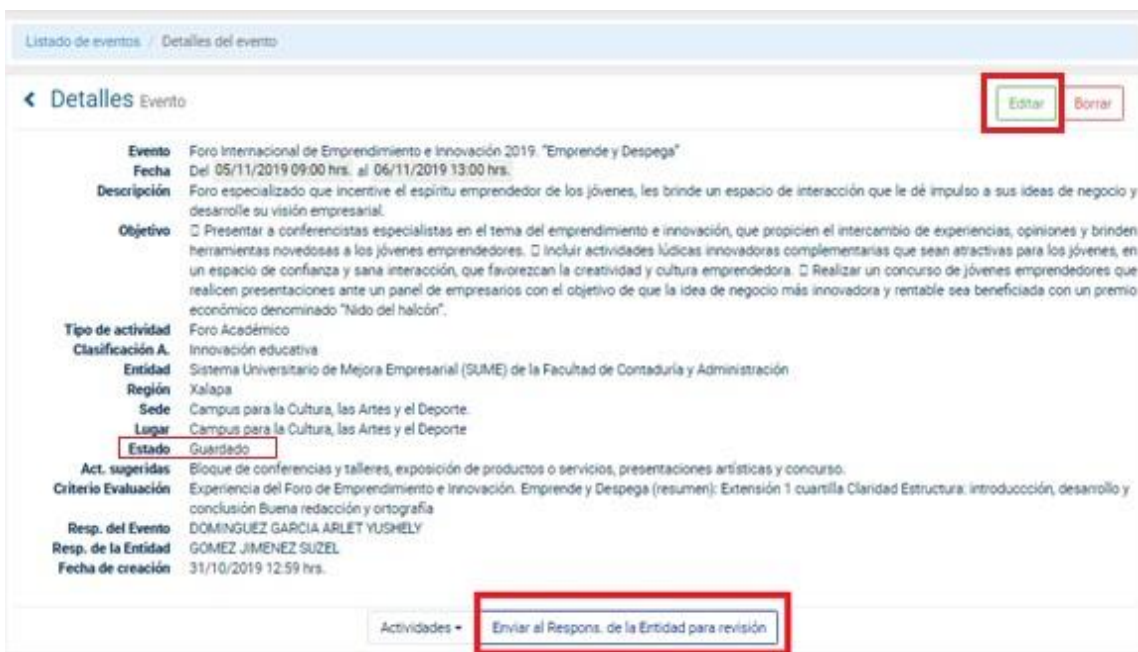 Listado de eventos / Detalles del evento
Detalles Evento
Editar
Borrar
Evento Foro Internacional de Emprendimiento e Innovación 2019. "Emprende y Despega"
Fecha Del 05/11/2019 09:00 hrs. al 06/11/2019 13:00 hrs.
Descripción Foro especializado que incentive el espíritu emprendedor de los jóvenes, les brinde un espacio de interacción que le dé impulso a sus ideas de negocio y
desarrolle su visión empresarial.
Objetivo ▯ Presentar a conferencistas especialistas en el tema del emprendimiento e innovación, que propicien el intercambio de experiencias, opiniones y brinden
herramientas novedosas a los jóvenes emprendedores. ▯ Incluir actividades lúdicas innovadoras complementarias que sean atractivas para los jóvenes, en
un espacio de confianza y sana interacción, que favorezcan la creatividad y cultura emprendedora. ▯ Realizar un concurso de jóvenes emprendedores que
realicen presentaciones ante un panel de empresarios con el objetivo de que la idea de negocio más innovadora y rentable sea beneficiada con un premio
económico denominado "Nido del halcón".
Tipo de actividad Foro Académico
Clasificación A. Innovación educativa
Entidad Sistema Universitario de Mejora Empresarial (SUME) de la Facultad de Contaduría y Administración
Región Xalapa
Sede Campus para la Cultura, las Artes y el Deporte.
Lugar Campus para la Cultura, las Artes y el Deporte
Estado Guardado
Act. sugeridas Bloque de conferencias y talleres, exposición de productos o servicios, presentaciones artísticas y concurso.
Criterio Evaluación Experiencia del Foro de Emprendimiento e Innovación. Emprende y Despega (resumen): Extensión 1 cuartilla Claridad Estructura: introduccción, desarrollo y
conclusión Buena redacción y ortografía
Resp. del Evento DOMINGUEZ GARCIA ARLET YUSHELY
Resp. de la Entidad GOMEZ JIMENEZ SUZEL
Fecha de creación 31/10/2019 12:59 hrs.
Actividades
Enviar al Respons. de la Entidad para revisión